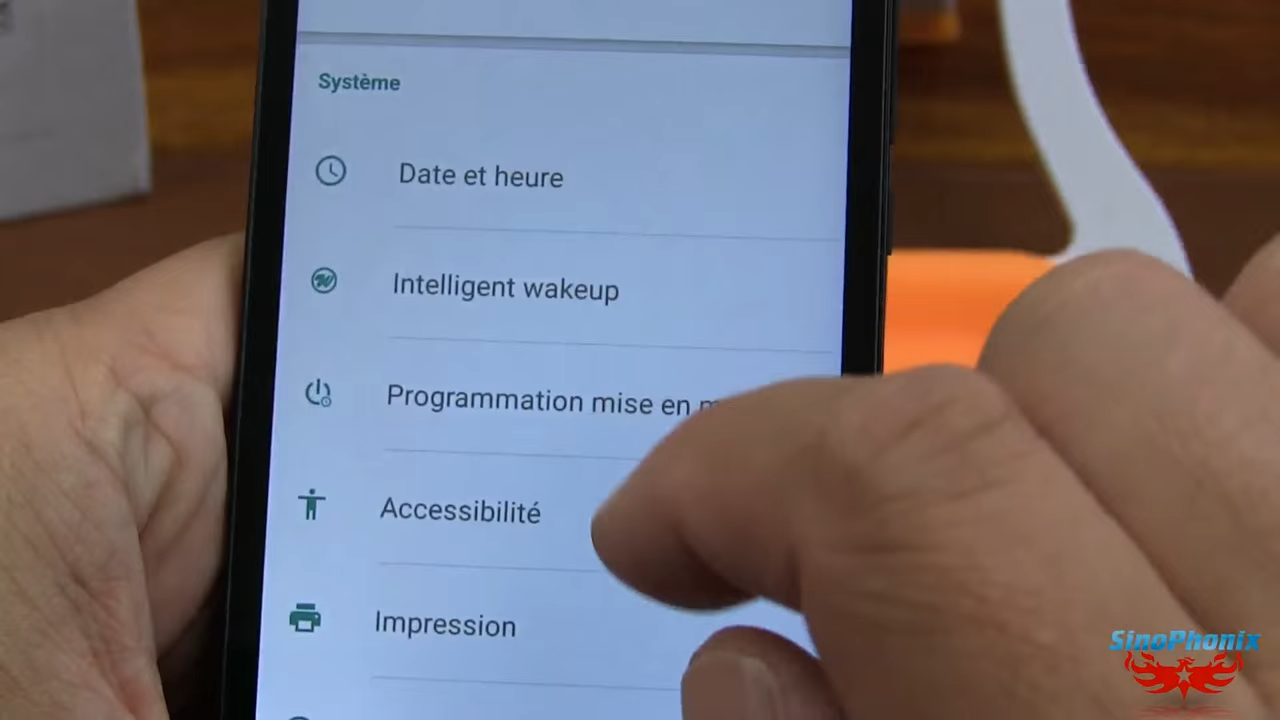 Système
Date et heure
Intelligent wakeup
Programmation mise en
Accessibilité
Impression
SinoPhonix